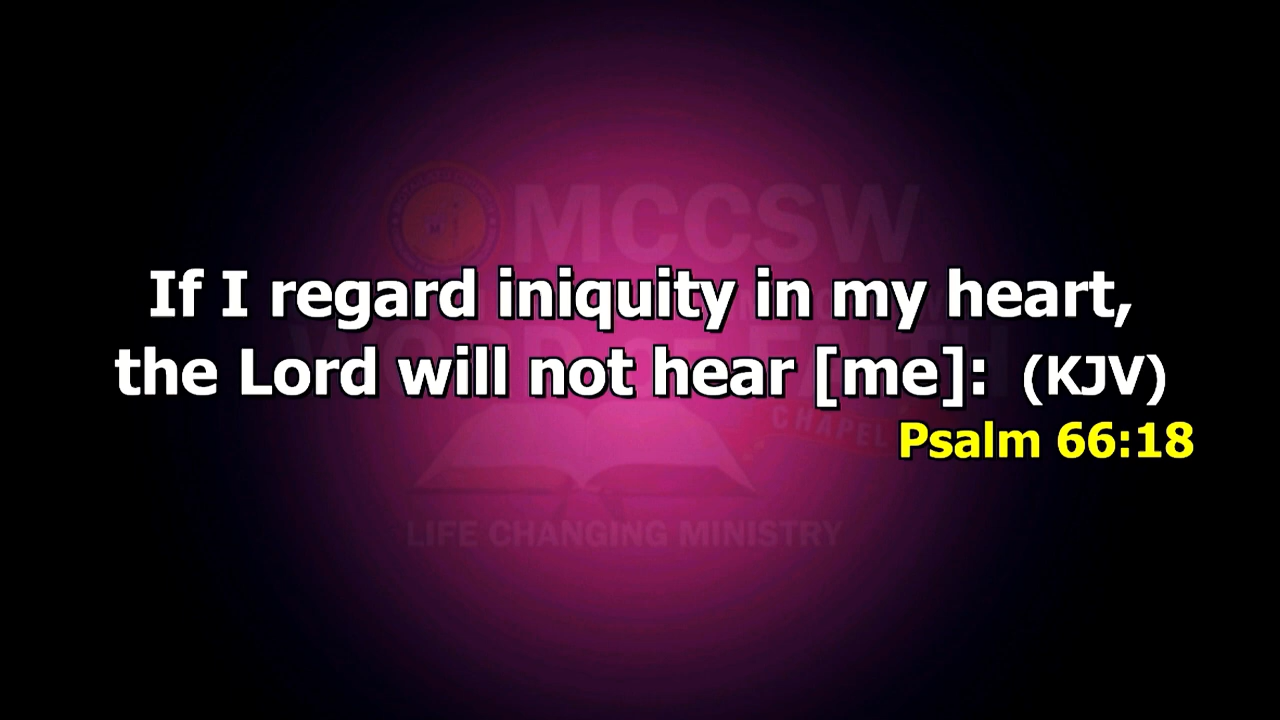 MCCSW
If I regard iniquity in my heart,
the Lord will not hear [me]: (KJV)
Psalm 66:18
CHAPEL
LIFE CHANGING MINISTRY